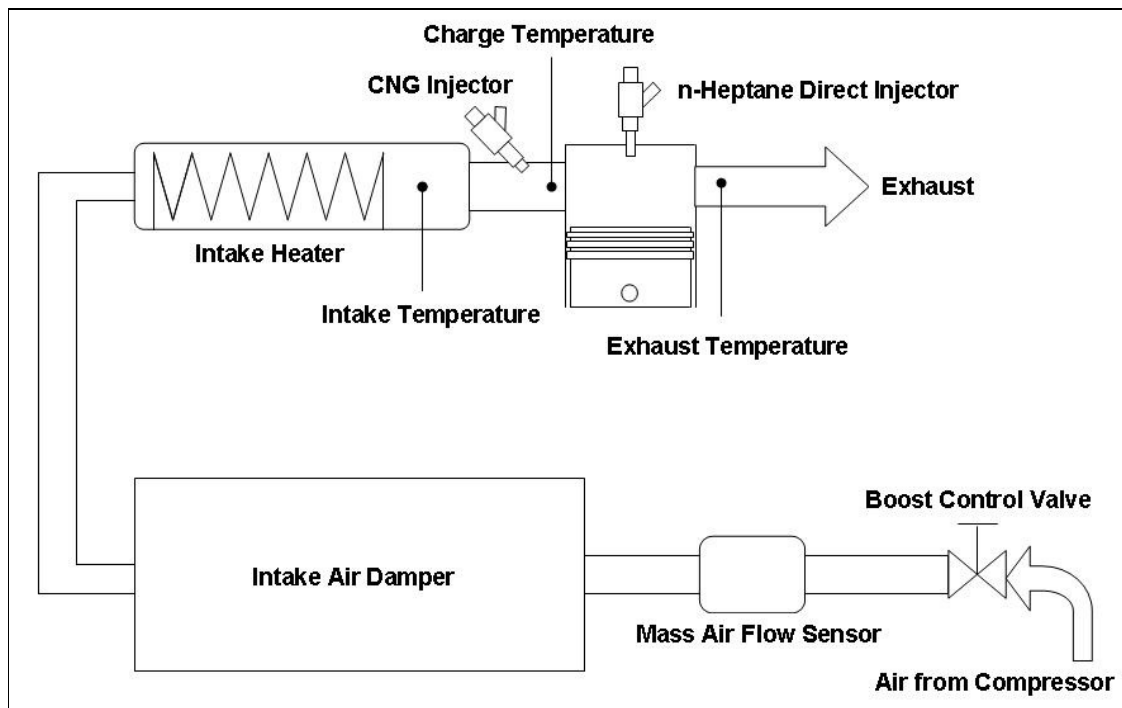 Charge Temperature
CNG Injector
n-Heptane Direct Injector
Exhaust
Intake Heater
Intake Temperature
Exhaust Temperature
Boost Control Valve
Intake Air Damper
Mass Air Flow Sensor
Air from Compressor